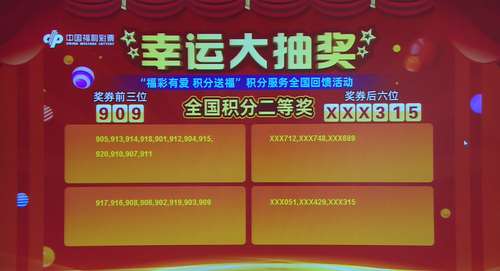 中国福利彩票
CHINA WELFARE LOTTERY
幸运大抽奖
“福彩有爱 积分送福”积分服务全国回馈活动
奖券前三位
909
全国积分二等奖
奖券后六位
XXX315
905,913,914,918,901,912,904,915,
920,910,907,911
XXX712,XXX748,XXX689
917,916,908,906,902,919,903,909
XXX051,XXX429,XXX315